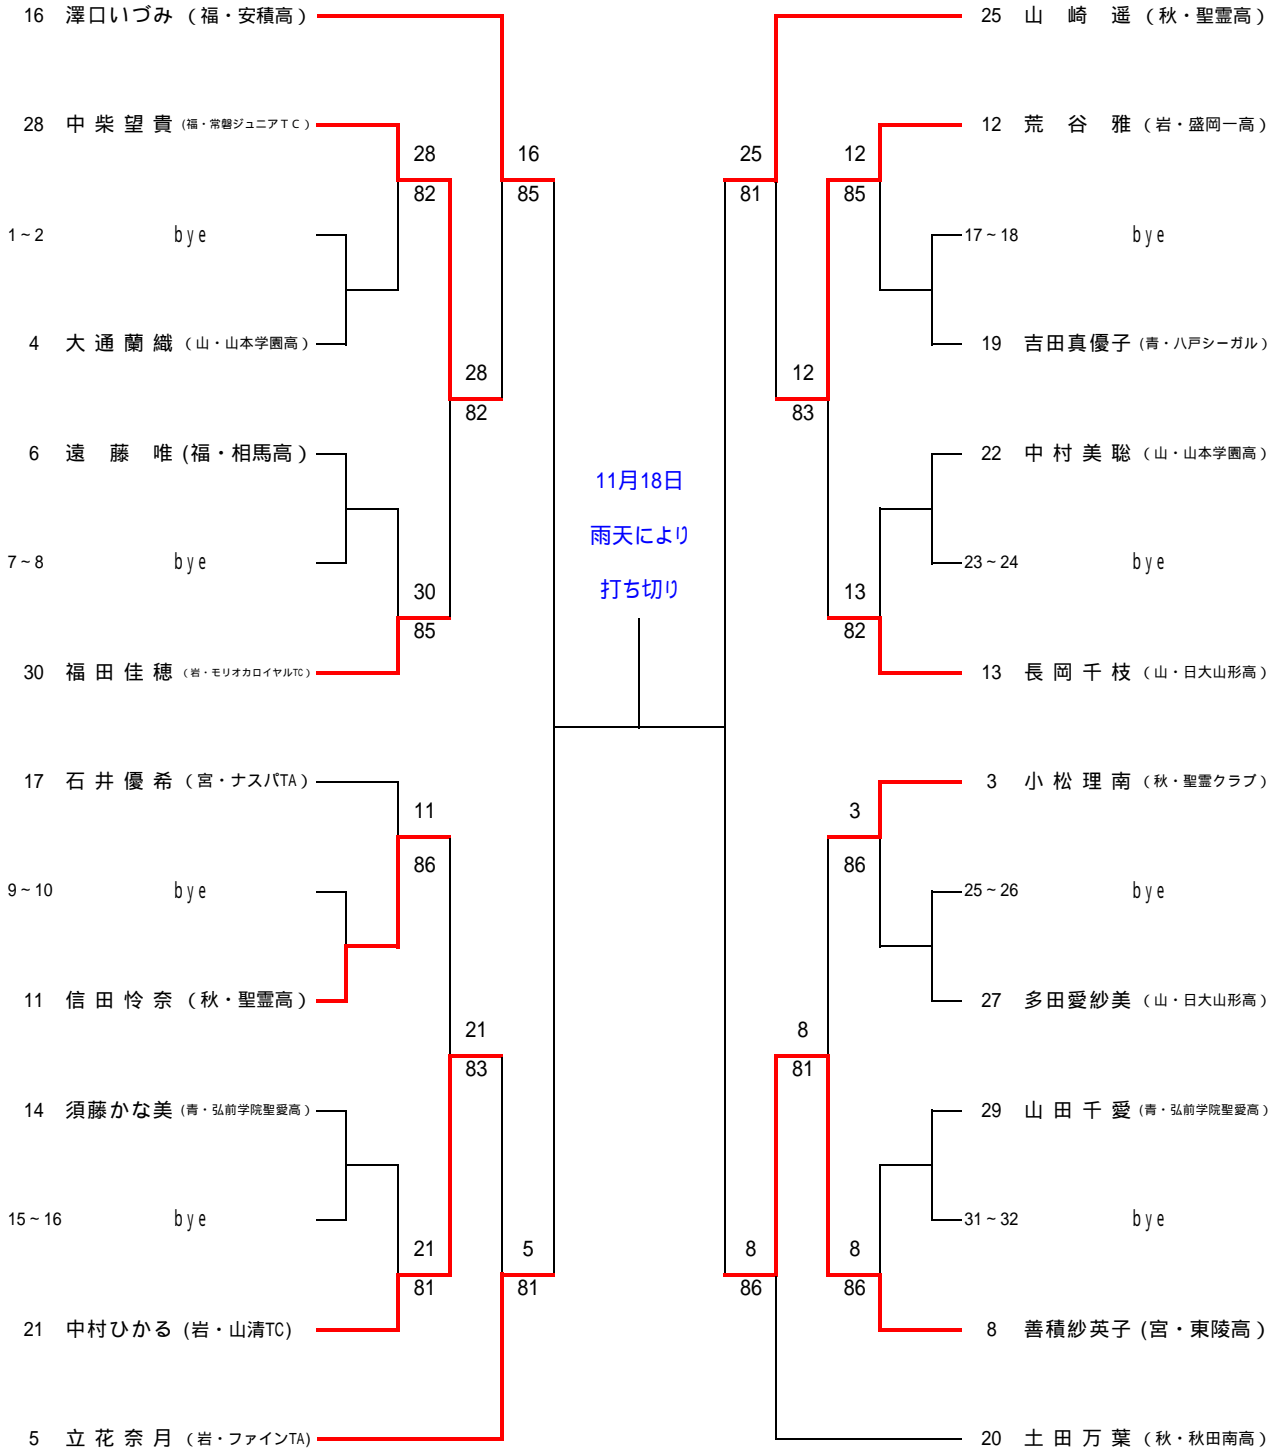 16 澤口いづみ (福・安積高)
28 中柴望貴 (福・常磐ジュニアTC)
28
82
16
85
1~2 bye
4 大通蘭織 (山・山本学園高)
28
82
6 遠藤唯 (福・相馬高)
7~8 bye
30
85
30 福田佳穂 (岩・モリオカロイヤルTC)
17 石井優希 (宮・ナスパTA)
11
86
9~10 bye
11 信田怜奈 (秋・聖霊高)
21
83
14 須藤かな美 (青・弘前学院聖愛高)
15~16 bye
21
81
5
81
21 中村ひかる (岩・山清TC)
5 立花奈月 (岩・ファインTA)
11月18日
雨天により
打ち切り
25 山崎遥 (秋・聖霊高)
12 荒谷雅 (岩・盛岡一高)
25
81
12
85
17~18 bye
19 吉田真優子 (青・八戸シーガル)
12
83
22 中村美聡 (山・山本学園高)
23~24 bye
13
82
13 長岡千枝 (山・日大山形高)
3 小松理南 (秋・聖霊クラブ)
3
86
25~26 bye
27 多田愛紗美 (山・日大山形高)
8
81
29 山田千愛 (青・弘前学院聖愛高)
31~32 bye
8
86
8
86
8 善積紗英子 (宮・東陵高)
20 土田万葉 (秋・秋田南高)